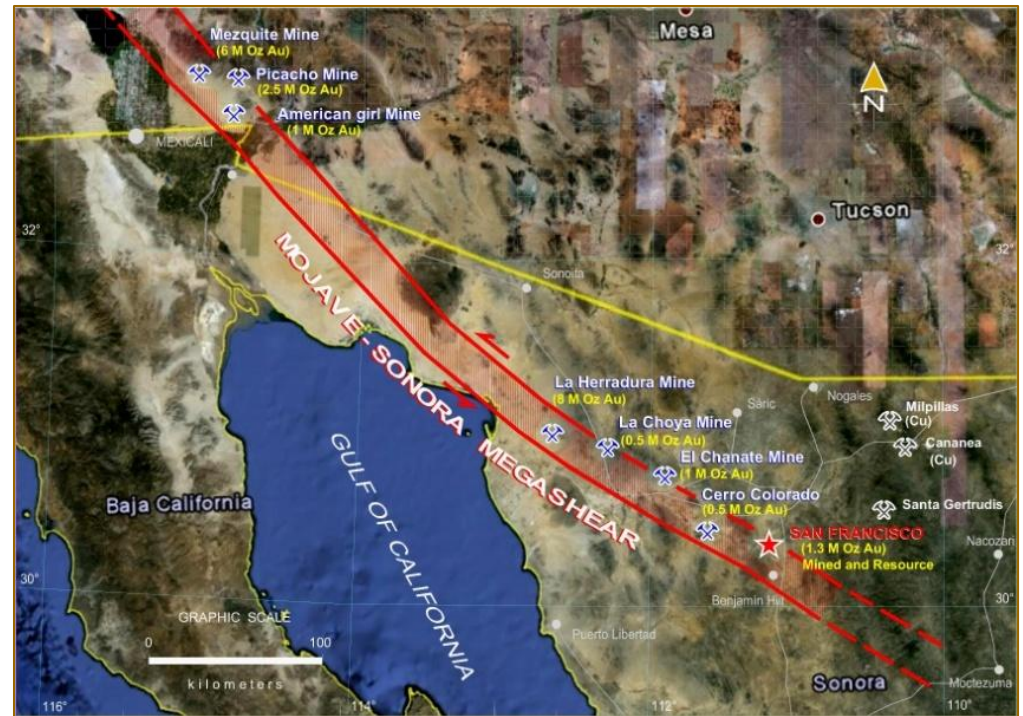 Mesa
Mezquite Mine
(6 M Oz Au)
Picacho Mine
(2.5 M Oz Au)
American girl Mine
(1 M Oz Au)
N
MEXICALI
Tucson
32°
32°
Sonoita
MOJAVE - SONORA MEGASHEAR
La Herradura Mine
(8 M Oz Au)
Nogales
Sáric
La Choya Mine
(0.5 M Oz Au)
Milpillas
(Cu)
Cananea
(Cu)
El Chanate Mine
(1 M Oz Au)
Cerro Colorado
(0.5 M Oz Au)
Baja California
GULF OF CALIFORNIA
Santa Gertrudis
SAN FRANCISCO
(1.3 M Oz Au)
Mined and Resource
Nacozari
30°
30°
Benjamin Hill
GRAPHIC SCALE
0
100
kilometers
Puerto Libertad
Sonora
Moctezuma
116°
114°
112°
110°